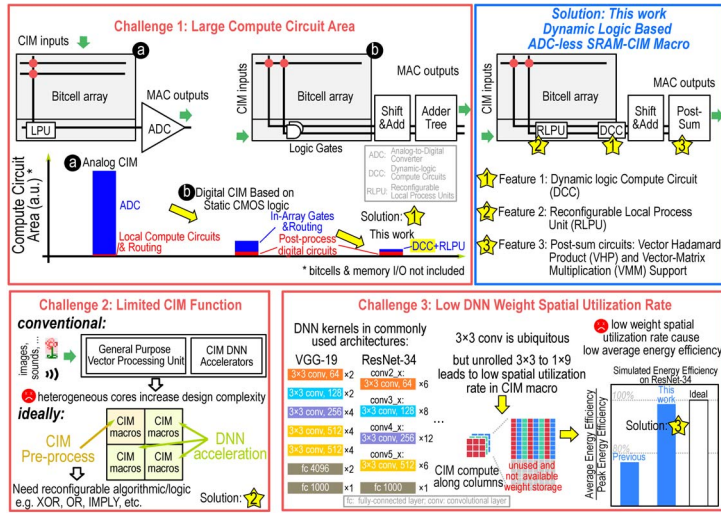 Challenge 1: Large Compute Circuit Area
CIM inputs
a
Bitcell array
LPU
MAC outputs
ADC
CIM inputs
b
Bitcell array
MAC outputs
Shift
&Add
Adder
Tree
Logic Gates
ADC: Analog-to-Digital
Converter
DCC: Dynamic-logic
Compute Circuits
RLPU: Reconfigurable
Local Process Units
Compute Circuit
Area (a.u.) *
a Analog CIM
ADC
Local Compute Circuits
& Routing
b Digital CIM Based on
Static CMOS logic
In-Array Gates
&Routing
Post-process
digital circuits
Solution: 1
This work
DCC+RLPU
* bitcells & memory I/O not included
Solution: This work
Dynamic Logic Based
ADC-less SRAM-CIM Macro
CIM inputs
MAC outputs
Bitcell array
RLPU
DCC
Shift
&Add
Post-
Sum
2
1
3
1 Feature 1: Dynamic logic Compute Circuit
(DCC)
2 Feature 2: Reconfigurable Local Process
Unit (RLPU)
3 Feature 3: Post-sum circuits: Vector Hadamard
Product (VHP) and Vector-Matrix
Multiplication (VMM) Support
Challenge 2: Limited CIM Function
conventional:
images,
sounds, ...
General Purpose
Vector Processing Unit
CIM DNN
Accelerators
heterogeneous cores increase design complexity
ideally:
CIM
Pre-process
CIM
macros
CIM
macros
CIM
macros
CIM
macros
DNN
acceleration
Need reconfigurable algorithmic/logic
e.g. XOR, OR, IMPLY, etc.
Solution: 2
Challenge 3: Low DNN Weight Spatial Utilization Rate
DNN kernels in commonly
used architectures:
VGG-19
ResNet-34
3×3 conv, 64 ×2
3×3 conv, 128 ×2
3×3 conv, 256 ×4
3×3 conv, 512 ×4
3×3 conv, 512 ×4
fc 4096 ×2
fc 1000 ×1
conv2_x:
3×3 conv, 64 ×6
conv3_x:
3×3 conv, 128 ×8
conv4_x:
3×3 conv, 256 ×12
conv5_x:
3×3 conv, 512 ×6
fc 1000 ×1
...
fc: fully-connected layer; conv: convolutional layer
3×3 conv is ubiquitous
but unrolled 3×3 to 1×9
leads to low spatial utilization
rate in CIM macro
CIM compute
along columns
unused and
not available
weight storage
low weight spatial
utilization rate cause
low average energy efficiency
Simulated Energy Efficiency
on ResNet-34
Average Energy Efficiency
Peak Energy Efficiency
100%
90%
Previous
This
work
Ideal
Solution: 3